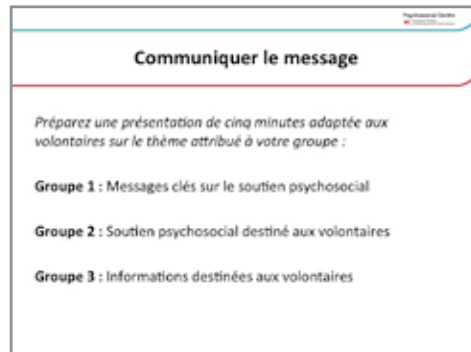 Psychosocial Centre
Communiquer le message
Préparez une présentation de cinq minutes adaptée aux
volontaires sur le thème attribué à votre groupe :
Groupe 1 : Messages clés sur le soutien psychosocial
Groupe 2 : Soutien psychosocial destiné aux volontaires
Groupe 3 : Informations destinées aux volontaires